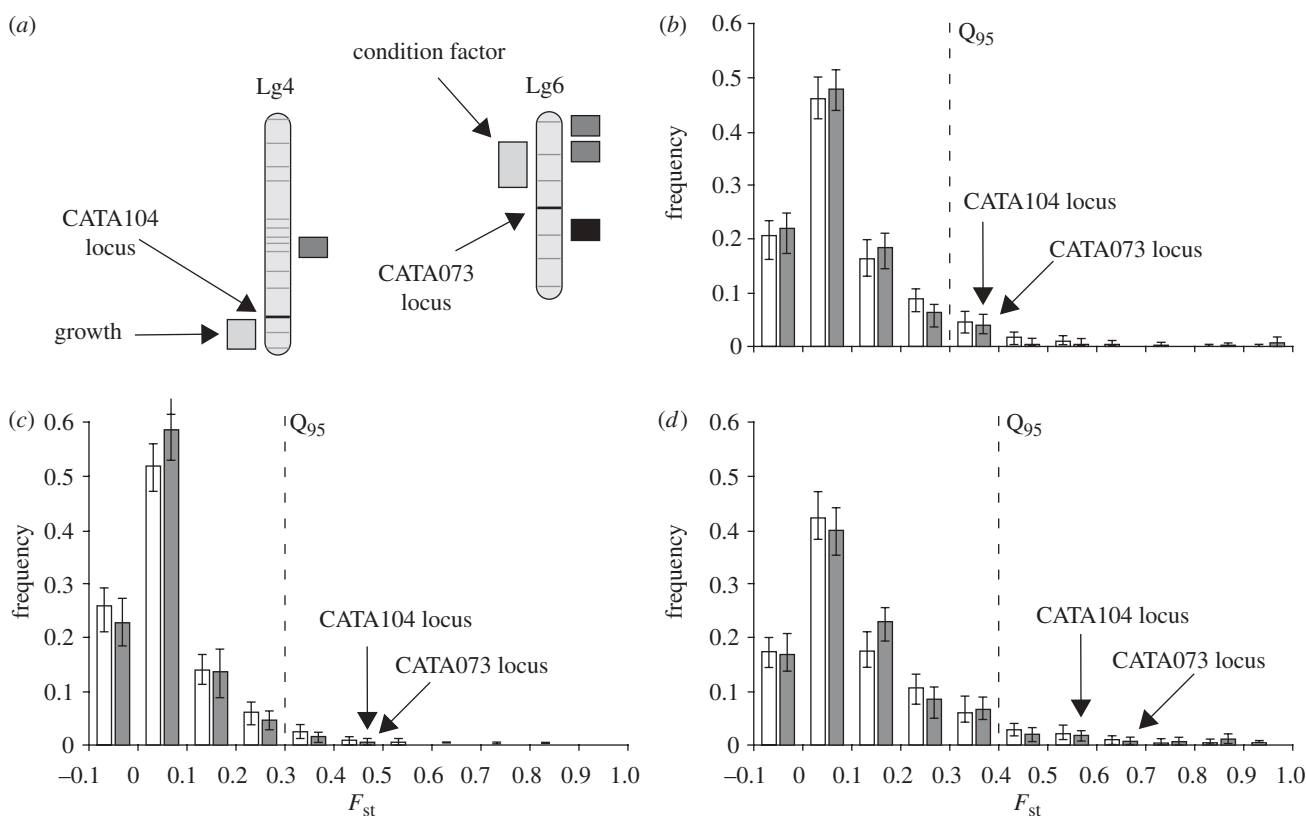 (a)
condition factor
Lg4
Lg6
CATA104
locus
CATA073
locus
growth
(b)
0.6
0.5
0.4
0.3
0.2
0.1
0
frequency
Q95
CATA104 locus
CATA073 locus
(c)
0.6
0.5
0.4
0.3
0.2
0.1
0
frequency
Q95
CATA104 locus
CATA073 locus
–0.1 0 0.1 0.2 0.3 0.4 0.5 0.6 0.7 0.8 0.9 1.0
Fst
(d)
0.6
0.5
0.4
0.3
0.2
0.1
0
frequency
Q95
CATA104 locus
CATA073 locus
–0.1 0 0.1 0.2 0.3 0.4 0.5 0.6 0.7 0.8 0.9 1.0
Fst